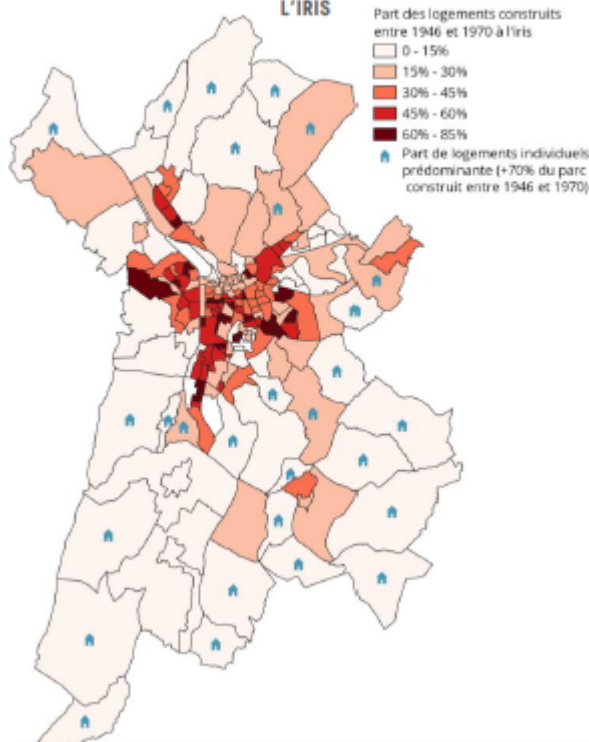 L'IRIS
Part des logements construits
entre 1946 et 1970 à l'iris
0 - 15%
15% - 30%
30% - 45%
45% - 60%
60% - 85%
Part de logements individuels
prédominante (+70% du parc
construit entre 1946 et 1970)